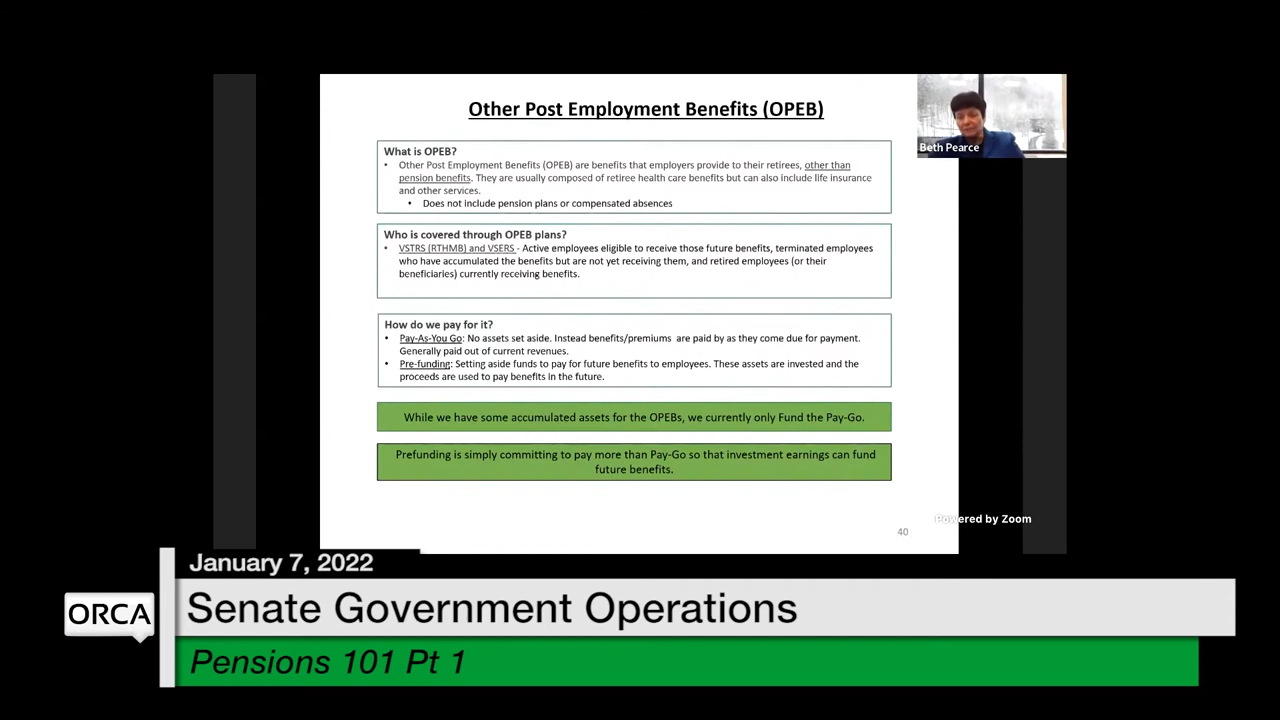 Other Post Employment Benefits (OPEB)
Beth Pearce
What is OPEB?
• Other Post Employment Benefits (OPEB) are benefits that employers provide to their retirees, other than
pension benefits. They are usually composed of retiree health care benefits but can also include life insurance
and other services.
• Does not include pension plans or compensated absences
Who is covered through OPEB plans?
• VSTRS (RTHMB) and VSERS - Active employees eligible to receive those future benefits, terminated employees
who have accumulated the benefits but are not yet receiving them, and retired employees (or their
beneficiaries) currently receiving benefits.
How do we pay for it?
• Pay-As-You Go: No assets set aside. Instead benefits/premiums are paid by as they come due for payment.
Generally paid out of current revenues.
• Pre-funding: Setting aside funds to pay for future benefits to employees. These assets are invested and the
proceeds are used to pay benefits in the future.
While we have some accumulated assets for the OPEBs, we currently only Fund the Pay-Go.
Prefunding is simply committing to pay more than Pay-Go so that investment earnings can fund
future benefits.
40
Powered by Zoom
January 7, 2022
ORCA
Senate Government Operations
Pensions 101 Pt 1